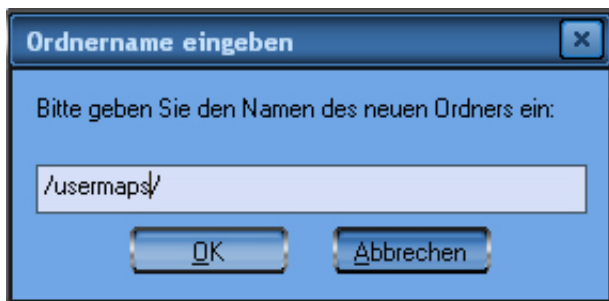 Ordnername eingeben
Bitte geben Sie den Namen des neuen Ordners ein:
/usermaps/
OK
Abbrechen